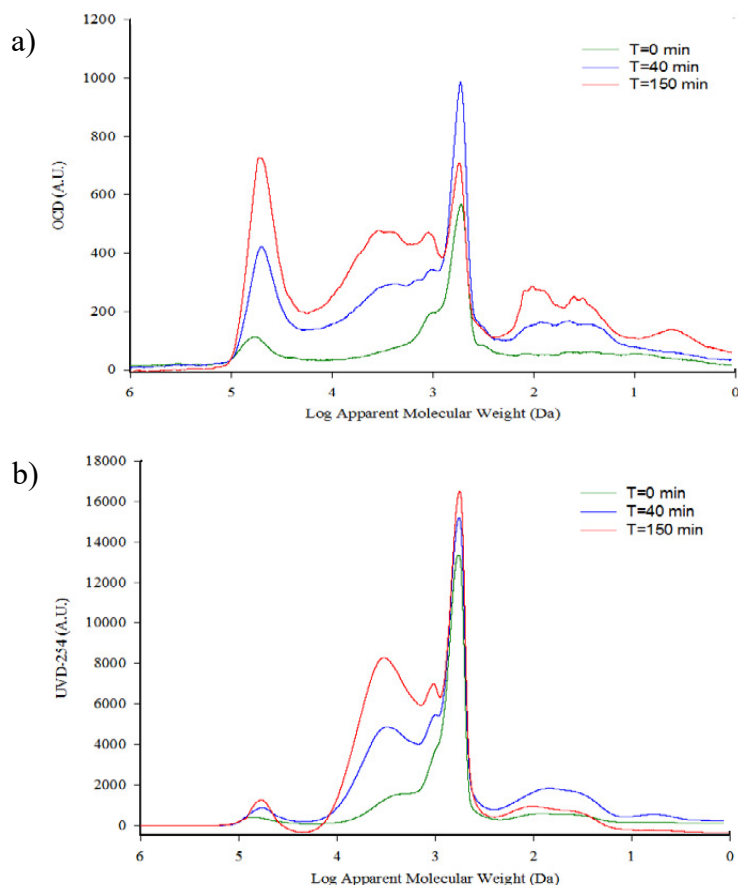 a)
1200
1000
800
600
400
200
0
OCD (A.U.)
T=0 min
T=40 min
T=150 min
6 5 4 3 2 1 0
Log Apparent Molecular Weight (Da)
b)
18000
16000
14000
12000
10000
8000
6000
4000
2000
0
UVD-254 (A.U.)
T=0 min
T=40 min
T=150 min
6 5 4 3 2 1 0
Log Apparent Molecular Weight (Da)